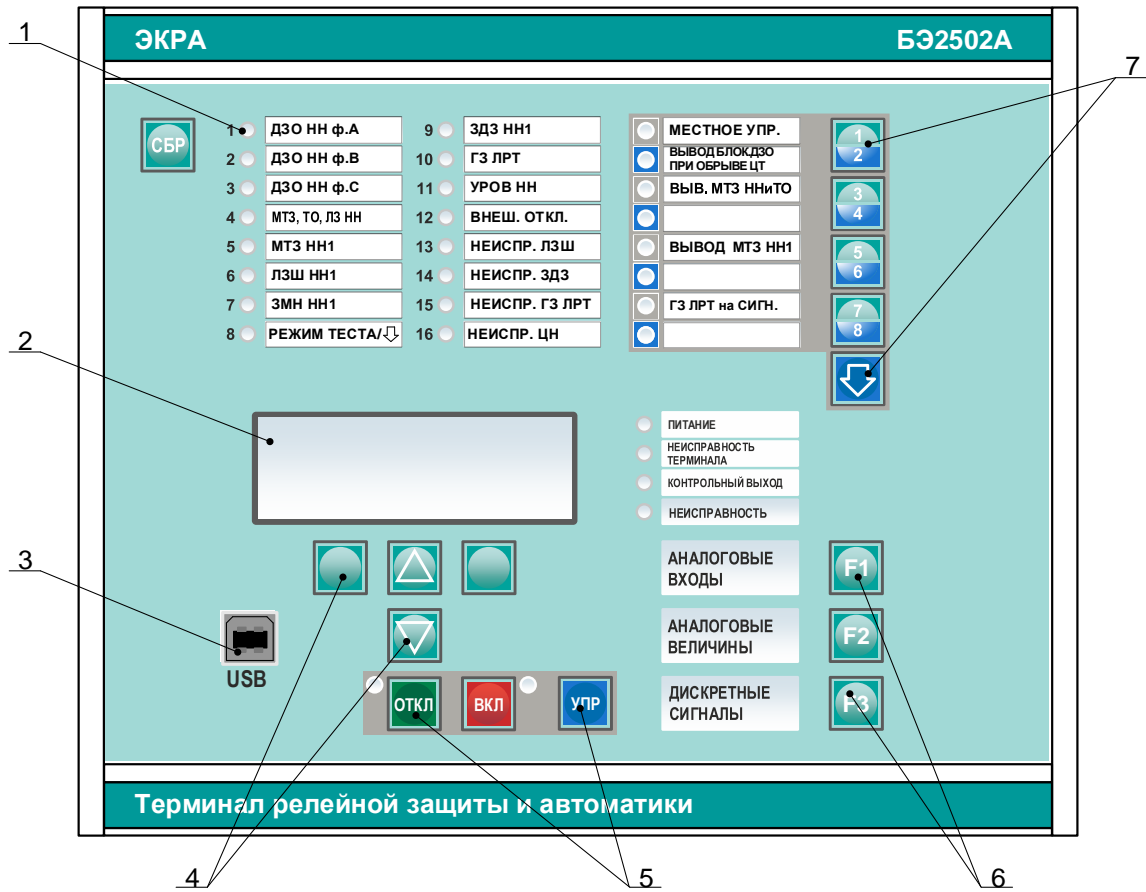 ЭКРА БЭ2502А
1
7
СБР
1 ДЗО НН ф.А
2 ДЗО НН ф.В
3 ДЗО НН ф.С
4 МТЗ, ТО, ЛЗ НН
5 МТЗ НН1
6 ЛЗШ НН1
7 ЗМН НН1
8 РЕЖИМ ТЕСТА/
9 ЗДЗ НН1
10 ГЗ ЛРТ
11 УРОВ НН
12 ВНЕШ. ОТКЛ.
13 НЕИСПР. ЛЗШ
14 НЕИСПР. ЗДЗ
15 НЕИСПР. ГЗ ЛРТ
16 НЕИСПР. ЦН
МЕСТНОЕ УПР.
ВЫВОД БЛОК.ДЗО
ПРИ ОБРЫВЕ ЦТ
ВЫВ. МТЗ ННиТО
ВЫВОД МТЗ НН1
ГЗ ЛРТ на СИГН.
1
2
3
4
5
6
7
8
2
ПИТАНИЕ
НЕИСПРАВНОСТЬ
ТЕРМИНАЛА
КОНТРОЛЬНЫЙ ВЫХОД
НЕИСПРАВНОСТЬ
3
USB
АНАЛОГОВЫЕ
ВХОДЫ
F1
АНАЛОГОВЫЕ
ВЕЛИЧИНЫ
F2
ДИСКРЕТНЫЕ
СИГНАЛЫ
F3
ОТКЛ ВКЛ УПР
Терминал релейной защиты и автоматики
4
5
6